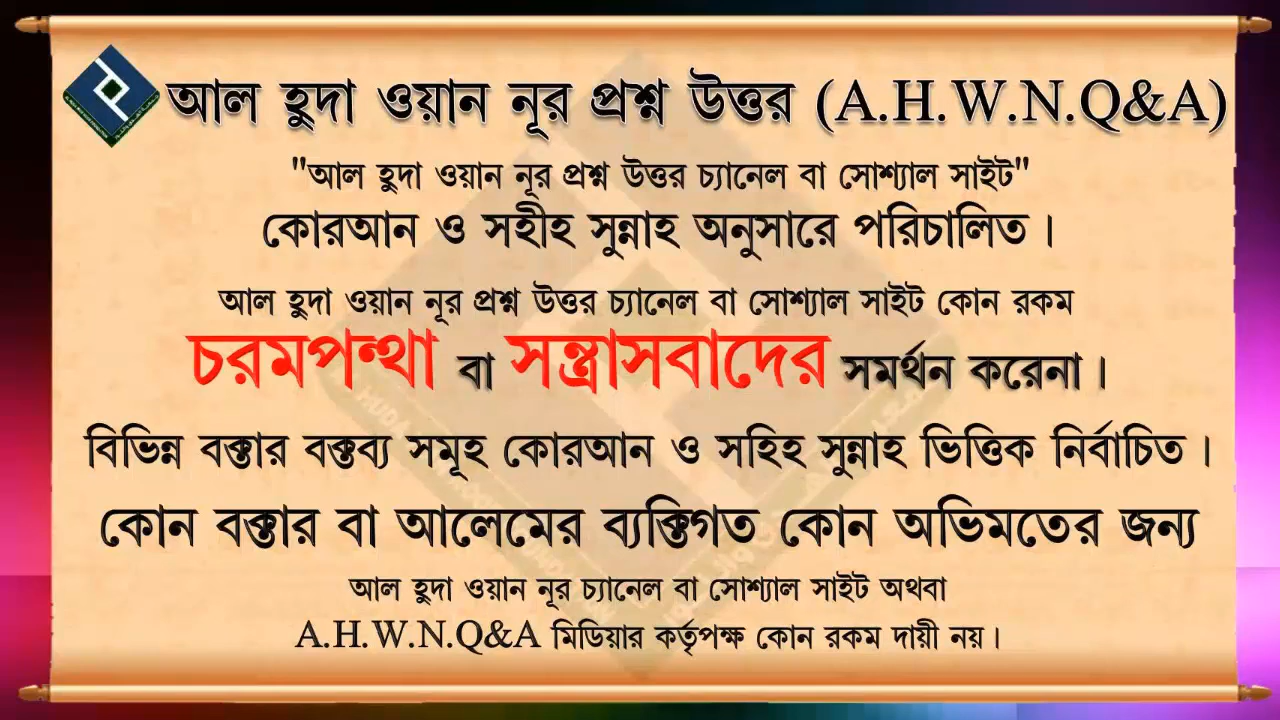 আল হুদা ওয়ান নূর প্রশ্ন উত্তর (A.H.W.N.Q&A)
"আল হুদা ওয়ান নূর প্রশ্ন উত্তর চ্যানেল বা সোশ্যাল সাইট"
কোরআন ও সহীহ সুন্নাহ অনুসারে পরিচালিত।
আল হুদা ওয়ান নূর প্রশ্ন উত্তর চ্যানেল বা সোশ্যাল সাইট কোন রকম
চরমপন্থা বা সন্ত্রাসবাদের সমর্থন করেনা।
বিভিন্ন বক্তার বক্তব্য সমূহ কোরআন ও সহিহ সুন্নাহ ভিত্তিক নির্বাচিত।
কোন বক্তার বা আলেমের ব্যক্তিগত কোন অভিমতের জন্য
আল হুদা ওয়ান নূর চ্যানেল বা সোশ্যাল সাইট অথবা
A.H.W.N.Q&A মিডিয়ার কর্তৃপক্ষ কোন রকম দায়ী নয়।